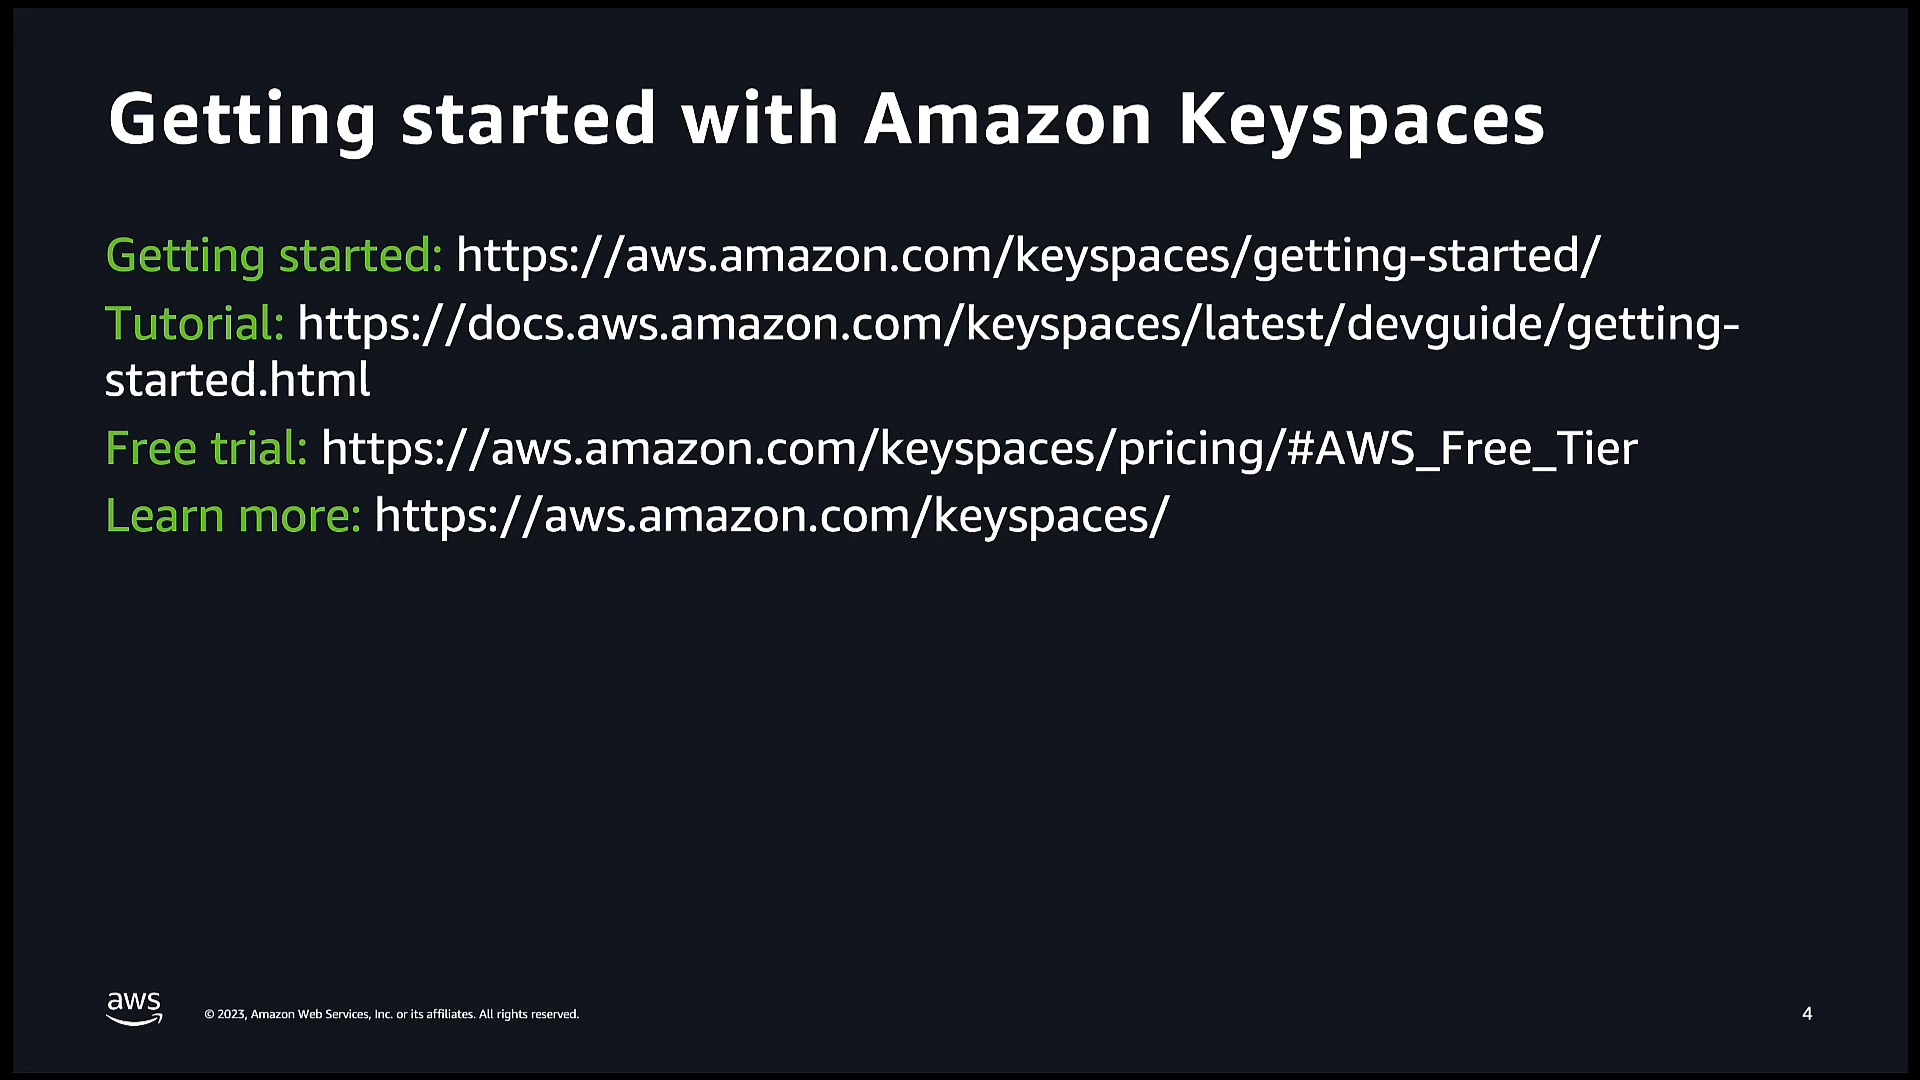 Getting started with Amazon Keyspaces
Getting started: https://aws.amazon.com/keyspaces/getting-started/
Tutorial: https://docs.aws.amazon.com/keyspaces/latest/devguide/getting-
started.html
Free trial: https://aws.amazon.com/keyspaces/pricing/#AWS_Free_Tier
Learn more: https://aws.amazon.com/keyspaces/
aws
© 2023, Amazon Web Services, Inc. or its affiliates. All rights reserved.
4